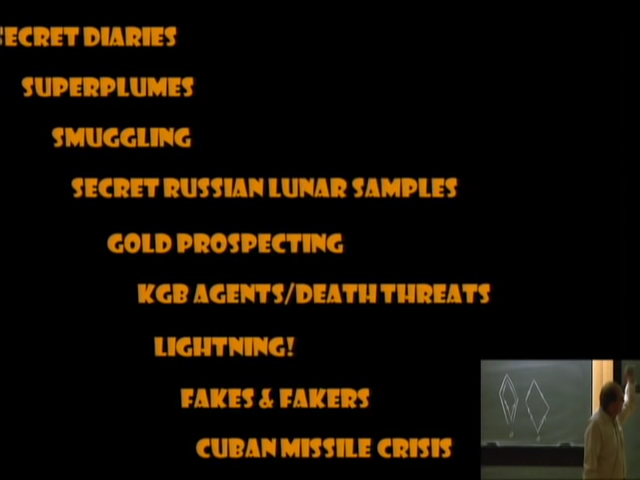 SECRET DIARIES
SUPERPLUMES
SMUGGLING
SECRET RUSSIAN LUNAR SAMPLES
GOLD PROSPECTING
KGB AGENTS/DEATH THREATS
LIGHTNING!
FAKES & FAKERS
CUBAN MISSILE CRISIS